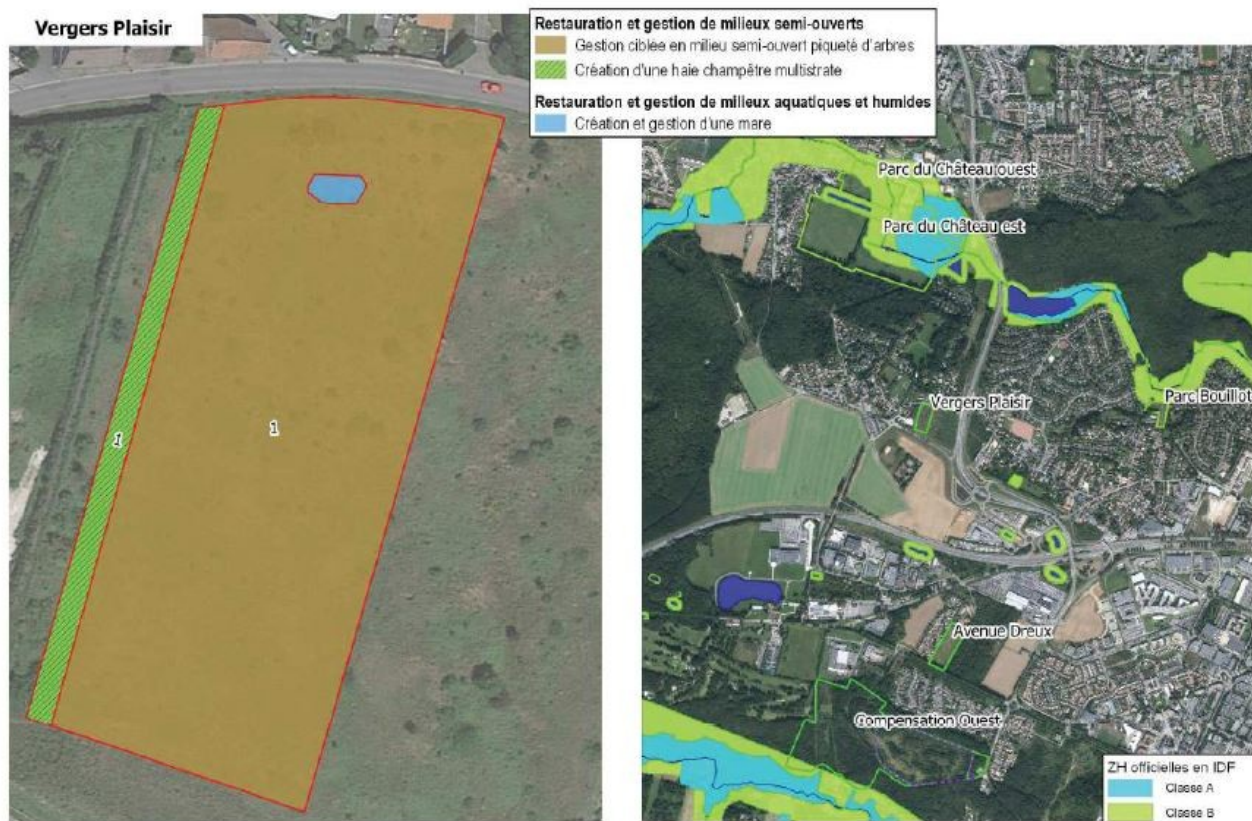 Vergers Plaisir
Restauration et gestion de milieux semi-ouverts
Gestion ciblée en milieu semi-ouvert piqueté d'arbres
Création d'une haie champêtre multistrate
Restauration et gestion de milieux aquatiques et humides
Création et gestion d'une mare
1
1
Parc du Château ouest
Parc du Château est
Vergers Plaisir
Parc Bouillot
Avenue Dreux
Compensation Ouest
ZH officielles en IDF
Classe A
Classe B